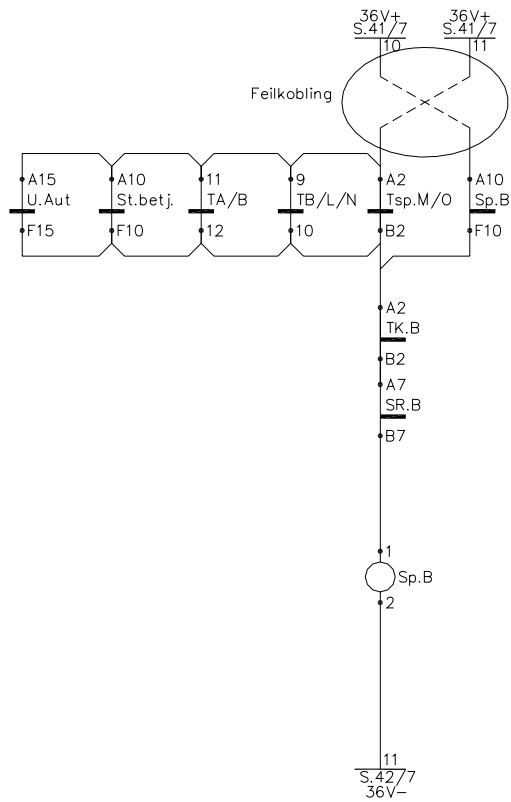 36V+ 36V+
S.41/7 S.41/7
10 11
Feilkobling
A15 A10 11 9 A2 A10
U.Aut St.betj. TA/B TB/L/N Tsp.M/O Sp.B
F15 F10 12 10 B2 F10
A2
TK.B
B2
A7
SR.B
B7
1
Sp.B
2
11
S.42/7
36V-